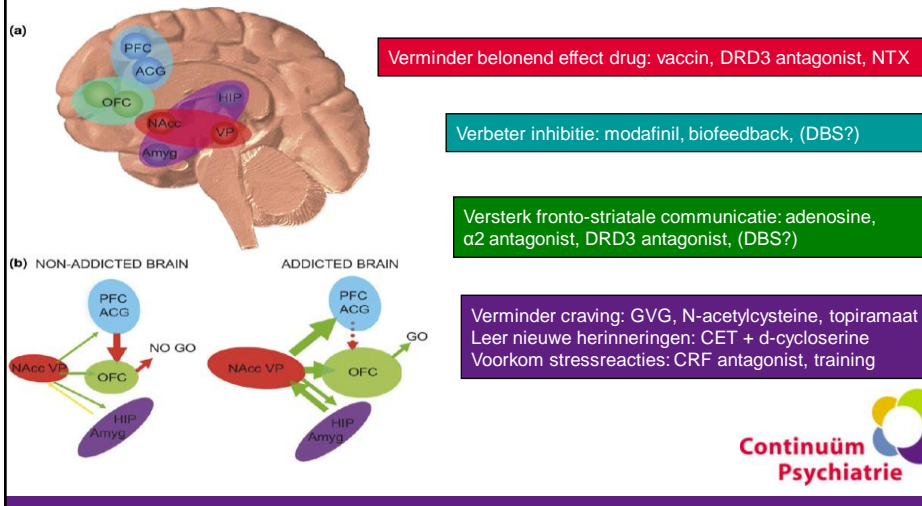 (a)
PFC
ACG
OFC
HIP
NAcc
VP
Amyg
Verminder belonend effect drug: vaccin, DRD3 antagonist, NTX
Verbeter inhibitie: modafinil, biofeedback, (DBS?)
Versterk fronto-striatale communicatie: adenosine,
α2 antagonist, DRD3 antagonist, (DBS?)
Verminder craving: GVG, N-acetylcysteine, topiramaat
Leer nieuwe herinneringen: CET + d-cycloserine
Voorkom stressreacties: CRF antagonist, training
(b) NON-ADDICTED BRAIN
PFC
ACG
NO GO
NAcc VP
OFC
HIP
Amyg
ADDICTED BRAIN
PFC
ACG
GO
NAcc VP
OFC
HIP
Amyg
Continuüm
Psychiatrie